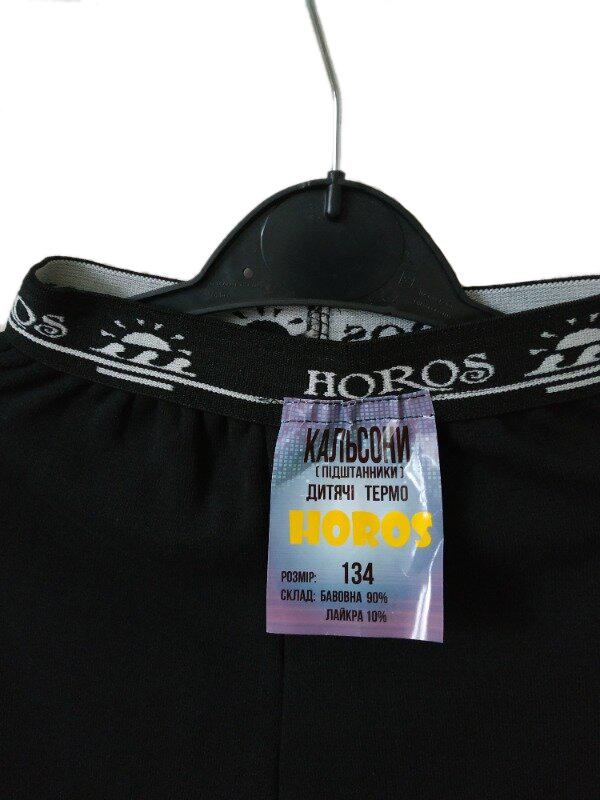 HOROS
КАЛЬСОНИ
(ПІДШТАННИКИ)
ДИТЯЧІ ТЕРМО
HOROS
РОЗМІР: 134
СКЛАД: БАВОВНА 90%
ЛАЙКРА 10%